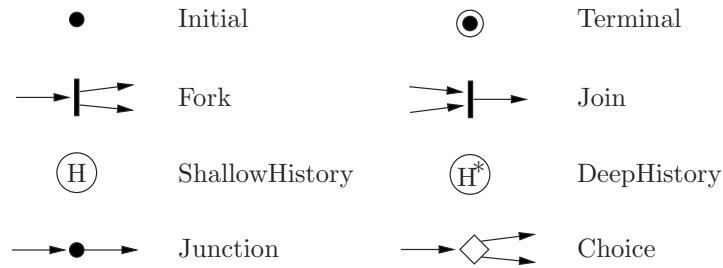 Initial Terminal
Fork Join
H ShallowHistory H* DeepHistory
Junction Choice